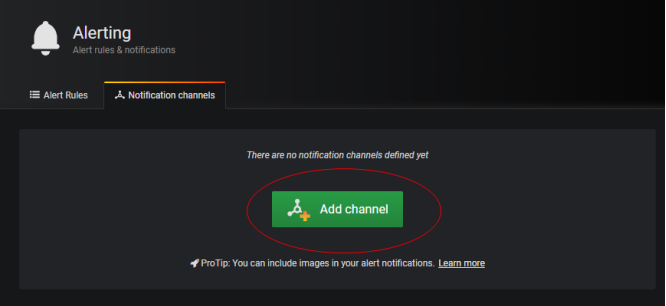 Alerting
Alert rules & notifications
Alert Rules
Notification channels
There are no notification channels defined yet
Add channel
ProTip: You can include images in your alert notifications. Learn more